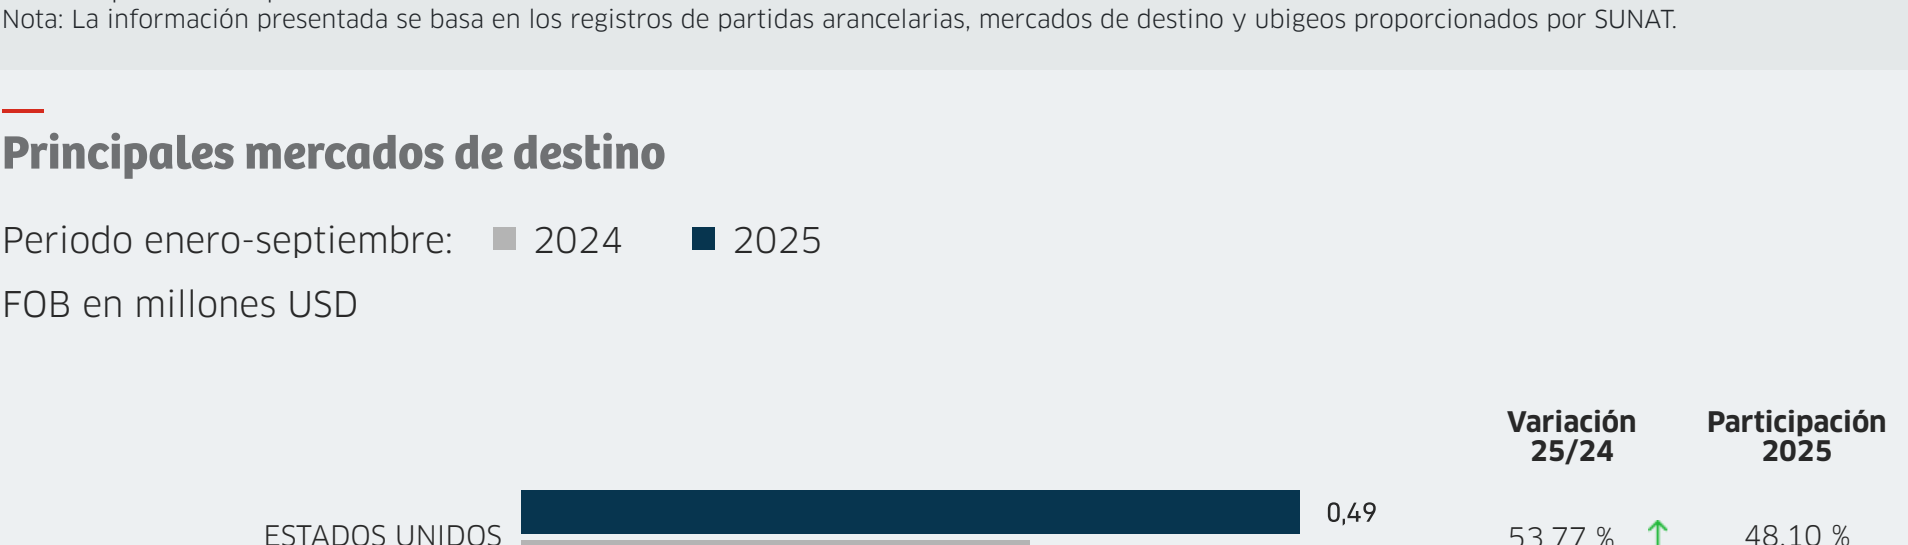 Nota: La información presentada se basa en los registros de partidas arancelarias, mercados de destino y ubigeos proporcionados por SUNAT.
Principales mercados de destino
Periodo enero-septiembre: 2024 2025
FOB en millones USD
Variación 25/24
Participación 2025
ESTADOS UNIDOS 0,49 53,77 % ↑ 48,10 %